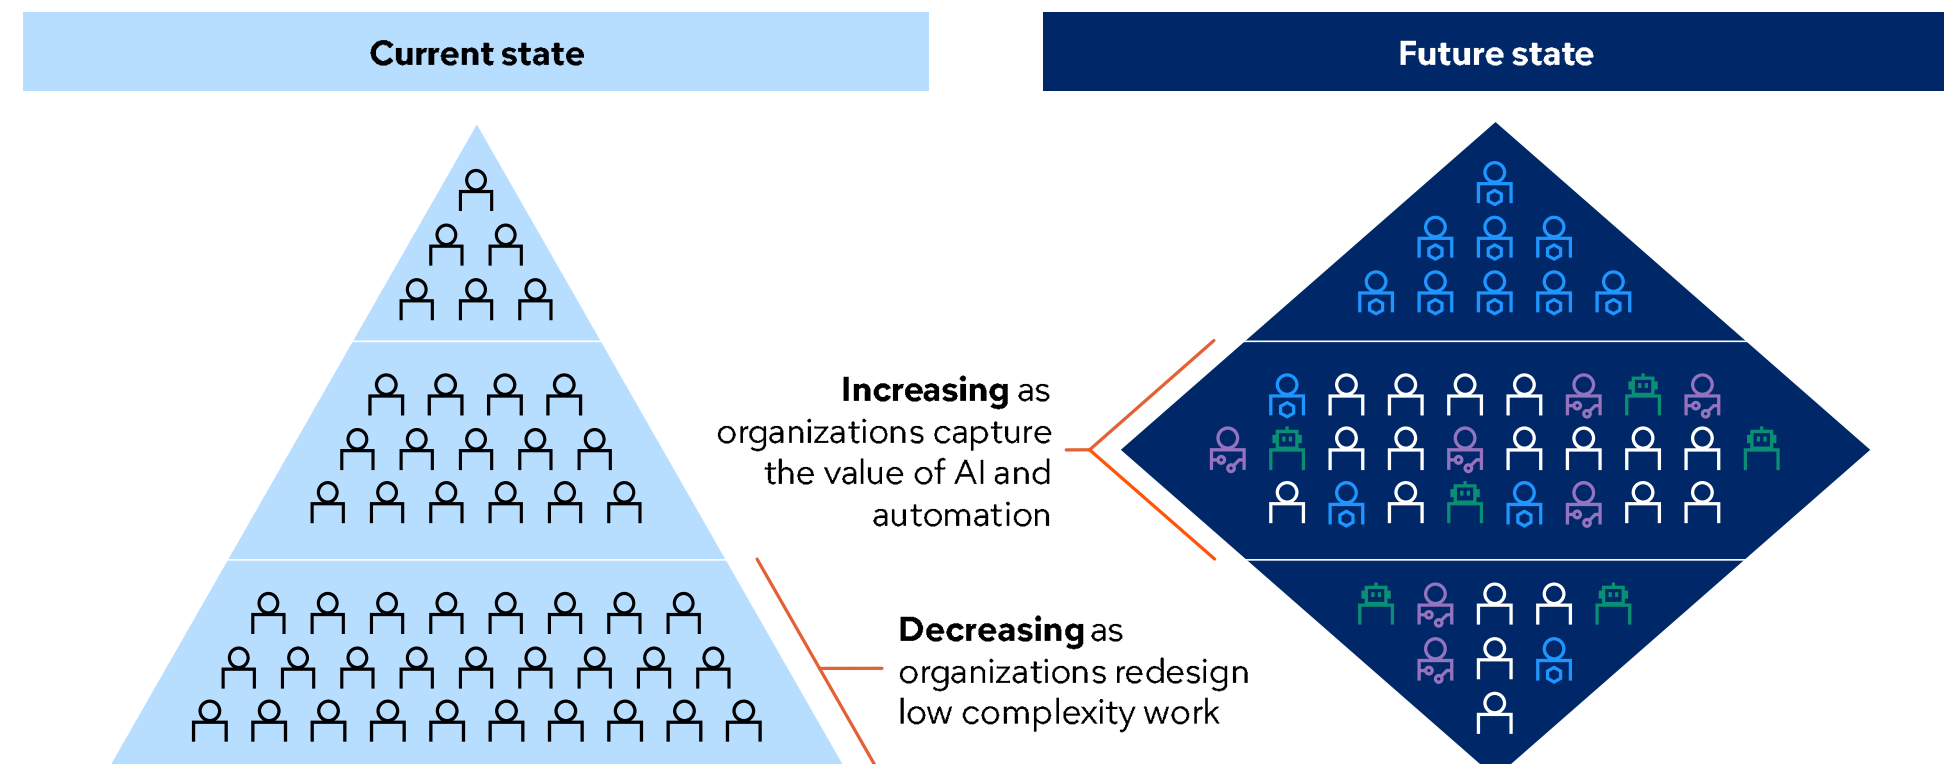 Current state
Future state
Increasing as
organizations capture
the value of AI and
automation
Decreasing as
organizations redesign
low complexity work